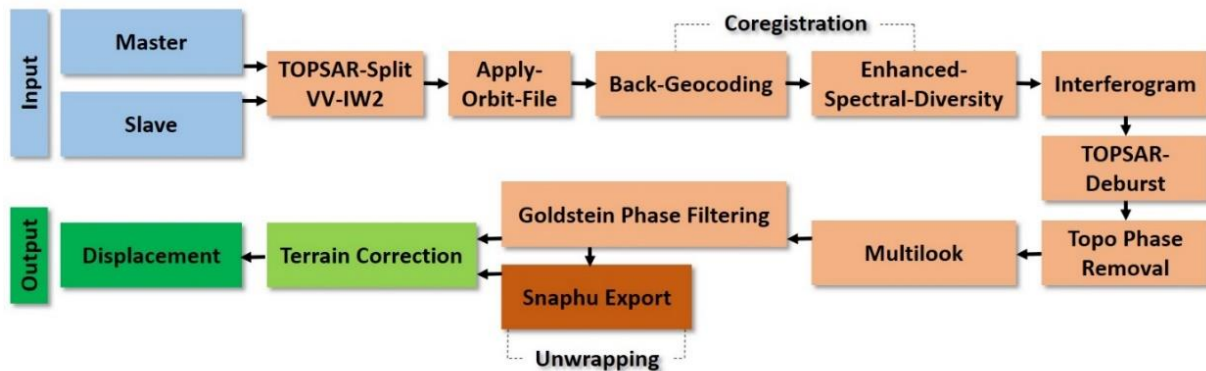 Input
Master
Slave
TOPSAR-Split
VV-IW2
Apply-
Orbit-File
Coregistration
Back-Geocoding
Enhanced-
Spectral-Diversity
Interferogram
TOPSAR-
Deburst
Topo Phase
Removal
Multilook
Goldstein Phase Filtering
Snaphu Export
Unwrapping
Terrain Correction
Displacement
Output